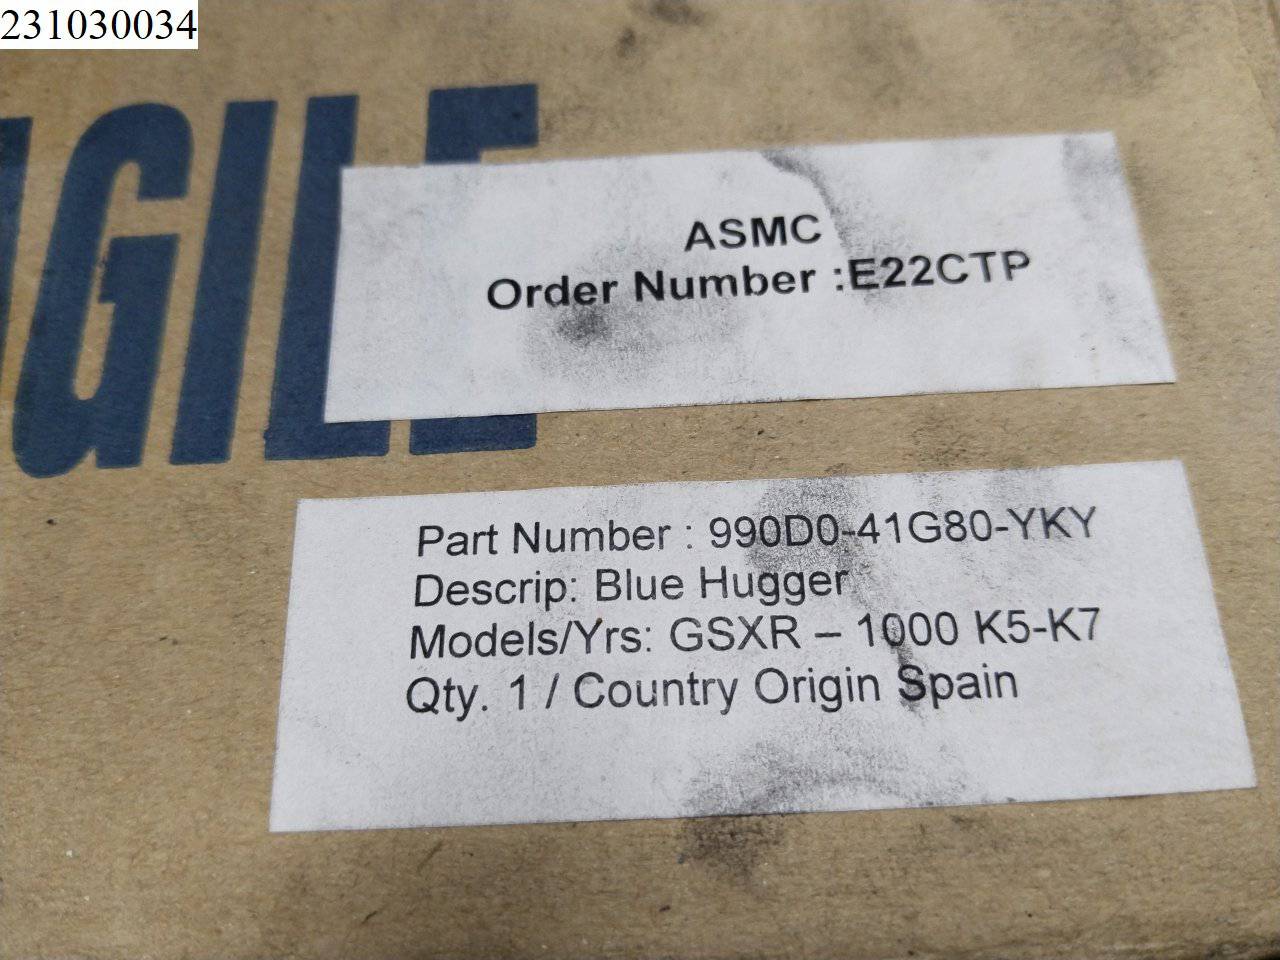 231030034
AGILE
ASMC
Order Number :E22CTP
Part Number : 990D0-41G80-YKY
Descrip: Blue Hugger
Models/Yrs: GSXR – 1000 K5-K7
Qty. 1 / Country Origin Spain